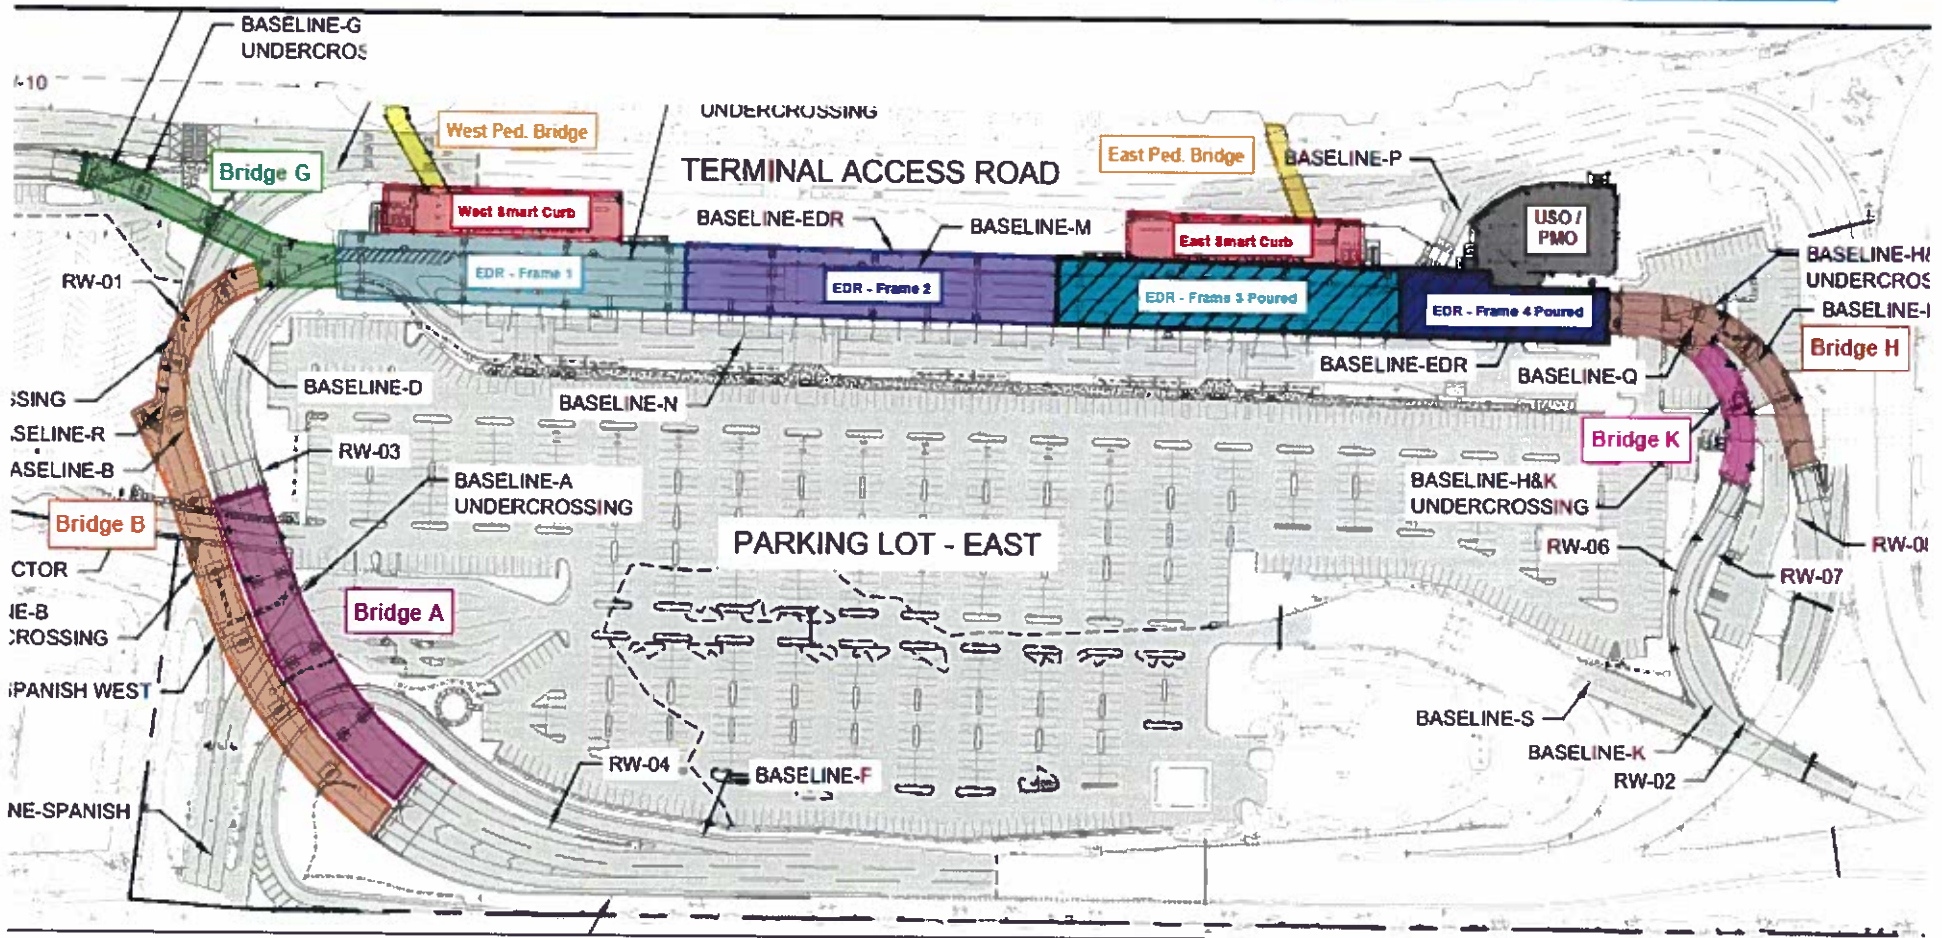 BASELINE-G
UNDERCROS
-10
UNDERCROSSING
West Ped. Bridge
East Ped. Bridge
BASELINE-P
Bridge G
TERMINAL ACCESS ROAD
West Smart Curb
BASELINE-EDR
BASELINE-M
East Smart Curb
USO /
PMO
BASELINE-H&
UNDERCROS
RW-01
EDR - Frame 1
EDR - Frame 2
EDR - Frame 3 Poured
EDR - Frame 4 Poured
BASELINE-
Bridge H
BASELINE-D
BASELINE-N
BASELINE-EDR
BASELINE-Q
SSING
SELINE-R
ASELINE-B
RW-03
BASELINE-A
UNDERCROSSING
Bridge K
BASELINE-H&K
UNDERCROSSING
Bridge B
PARKING LOT - EAST
RW-06
RW-0
RW-07
CTOR
NE-B
CROSSING
Bridge A
PANISH WEST
BASELINE-S
BASELINE-K
RW-02
RW-04
BASELINE-F
NE-SPANISH